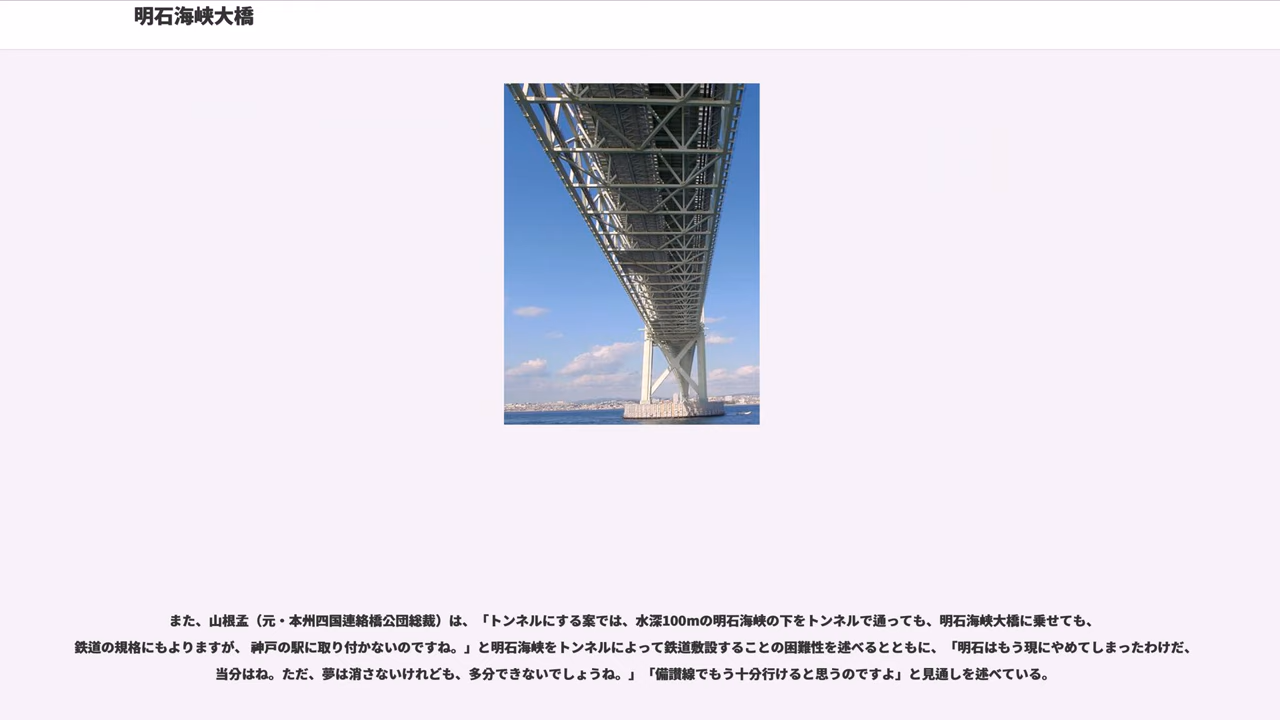 明石海峡大橋
また、山根孟（元・本州四国連絡橋公団総裁）は、「トンネルにする案では、水深100mの明石海峡の下をトンネルで通っても、明石海峡大橋に乗せても、
鉄道の規格にもよりますが、 神戸の駅に取り付かないのですね。」と明石海峡をトンネルによって鉄道敷設することの困難性を述べるとともに、「明石はもう現にやめてしまったわけだ、
当分はね。ただ、夢は消さないけれども、多分できないでしょうね。」「備讃線でもう十分行けると思うのですよ」と見通しを述べている。